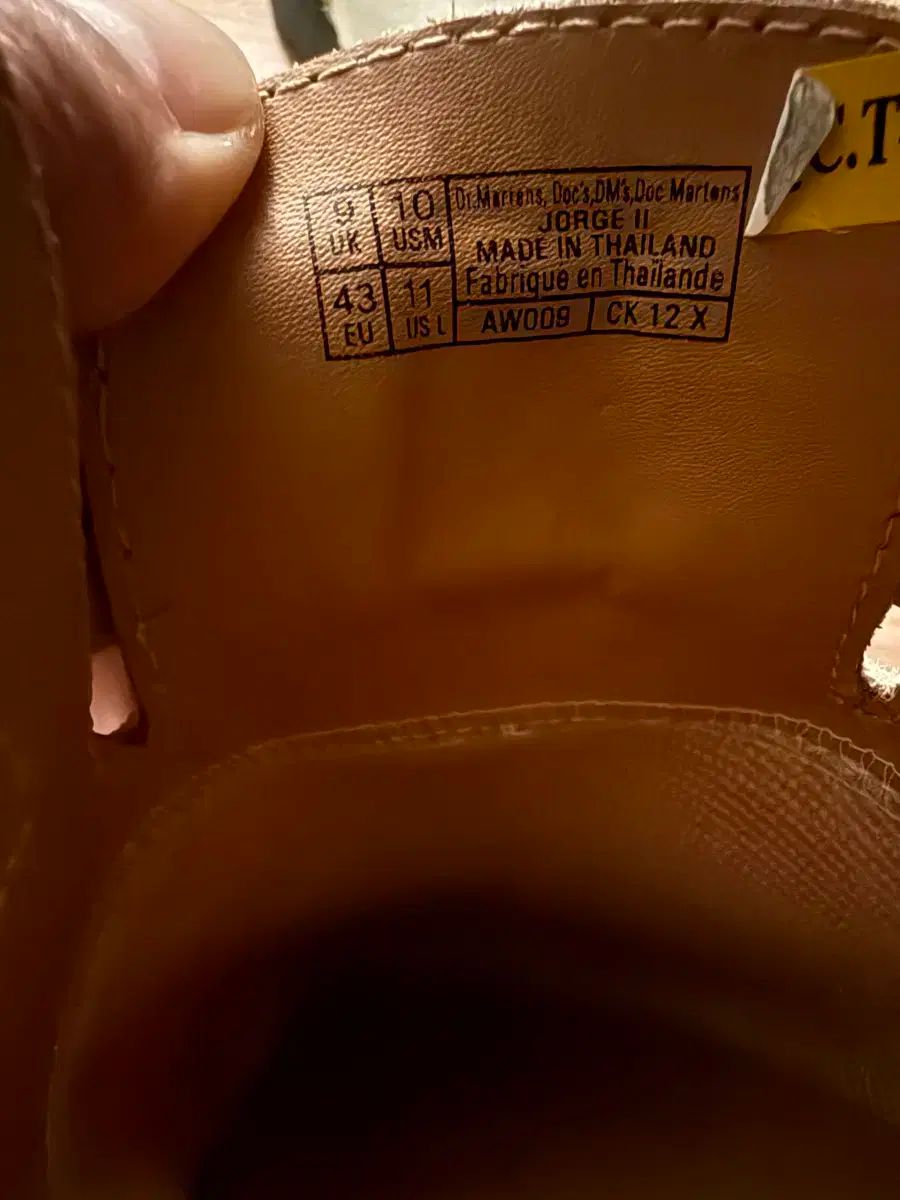 9 UK
10 USM
43 EU
11 US L
Dr.Martens, Doc's,DM's,Doc Martens
JORGE II
MADE IN THAILAND
Fabrique en Thaïlande
AW009
CK 12 X
C.T